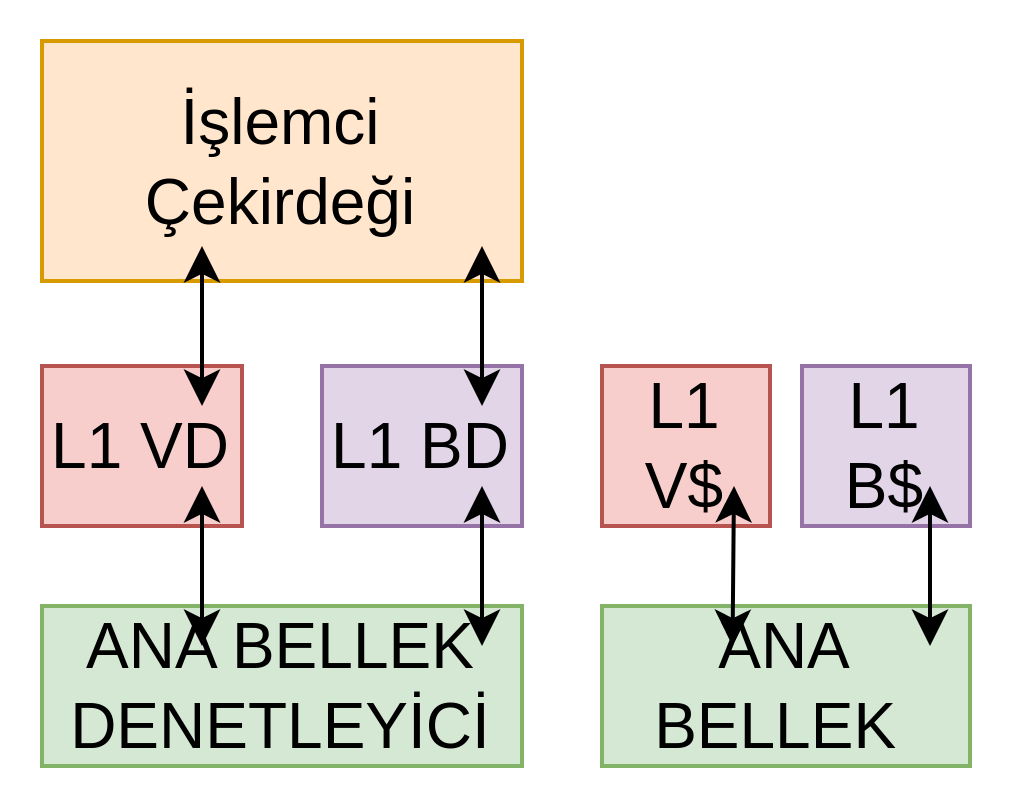 İşlemci
Çekirdeği
L1 VD
L1 BD
L1
V$
L1
B$
ANA BELLEK
DENETLEYİCİ
ANA
BELLEK